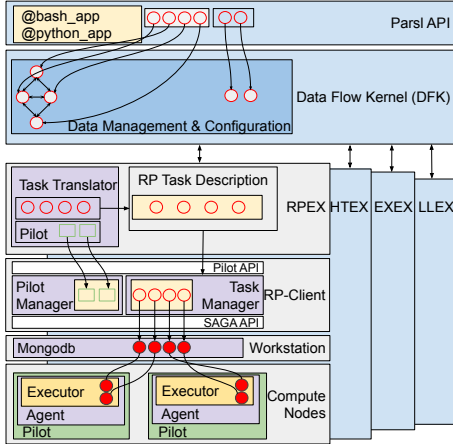 @bash_app
@python_app
Parsl API
Data Flow Kernel (DFK)
Data Management & Configuration
Task Translator
RP Task Description
Pilot
RPEX
HTEX
EXEX
LLEX
Pilot API
Pilot
Manager
Task
Manager
RP-Client
SAGA API
Mongodb
Workstation
Executor
Agent
Pilot
Executor
Agent
Pilot
Compute
Nodes